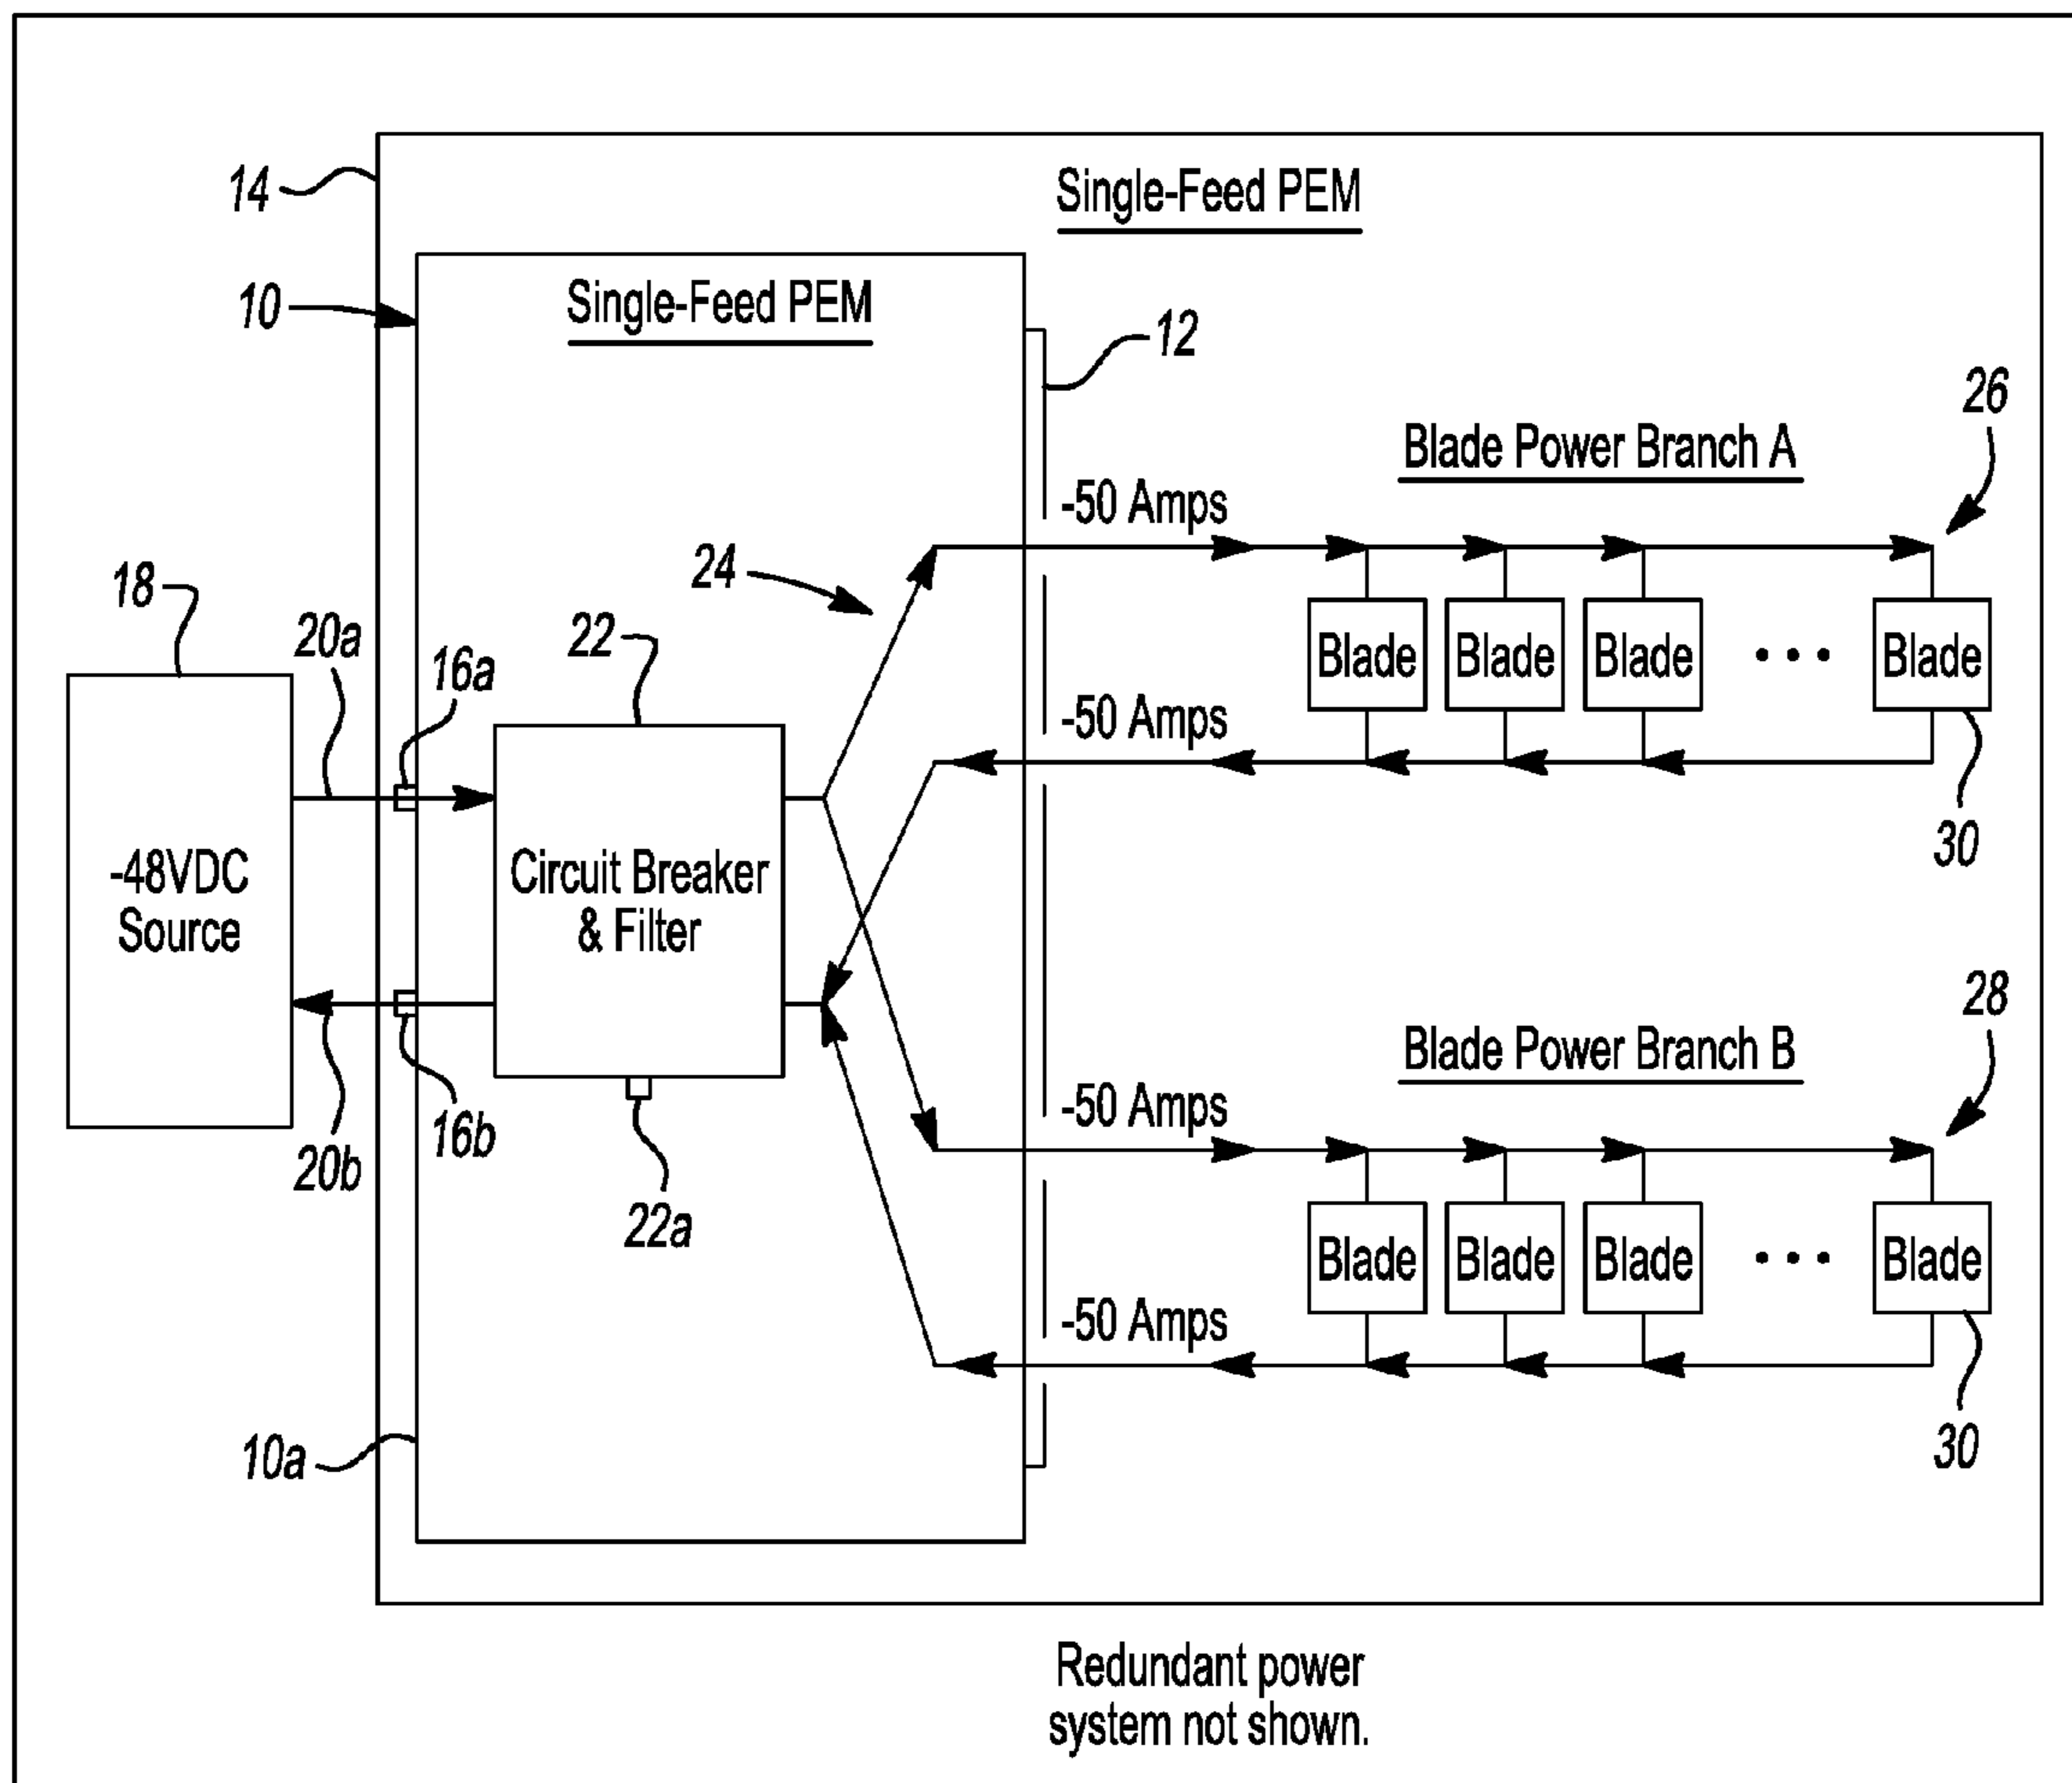 14
Single-Feed PEM
10
Single-Feed PEM
12
26
Blade Power Branch A
-50 Amps
24
18
20a
16a
22
Blade
Blade
Blade
• • •
Blade
-50 Amps
30
-48VDC
Source
Circuit Breaker
& Filter
28
Blade Power Branch B
-50 Amps
20b
16b
22a
Blade
Blade
Blade
• • •
Blade
-50 Amps
30
10a
Redundant power
system not shown.